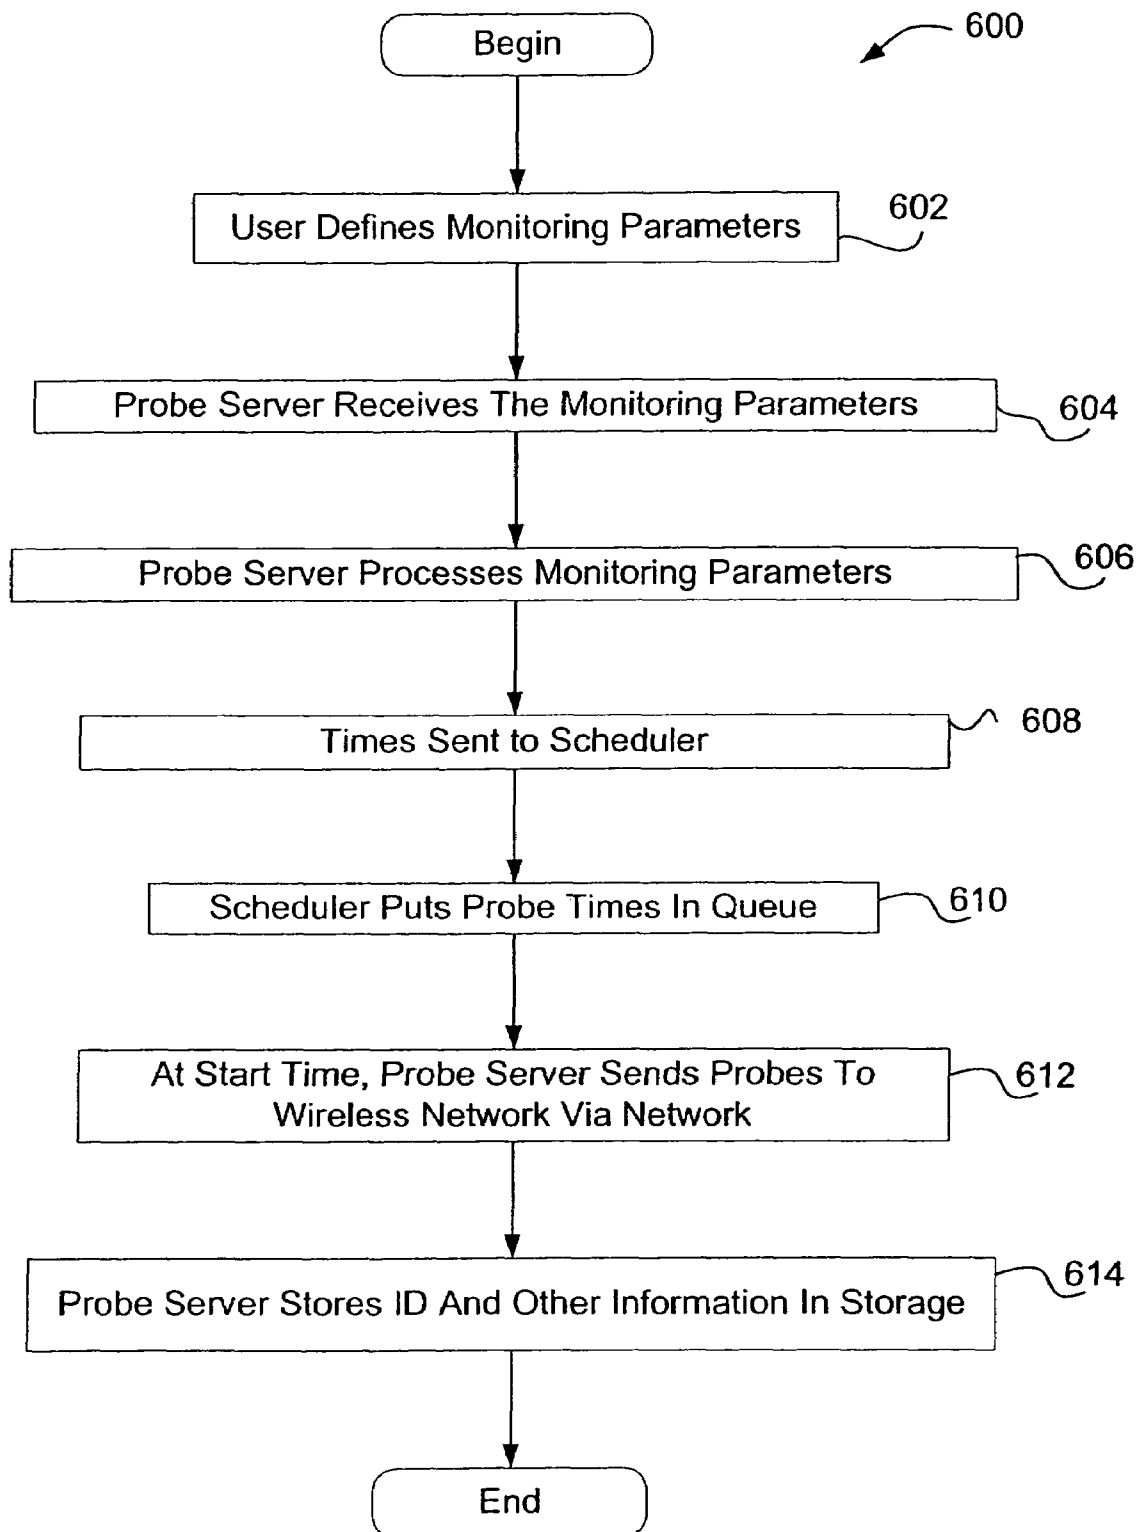 Begin
600
User Defines Monitoring Parameters
602
Probe Server Receives The Monitoring Parameters
604
Probe Server Processes Monitoring Parameters
606
Times Sent to Scheduler
608
Scheduler Puts Probe Times In Queue
610
At Start Time, Probe Server Sends Probes To
Wireless Network Via Network
612
Probe Server Stores ID And Other Information In Storage
614
End